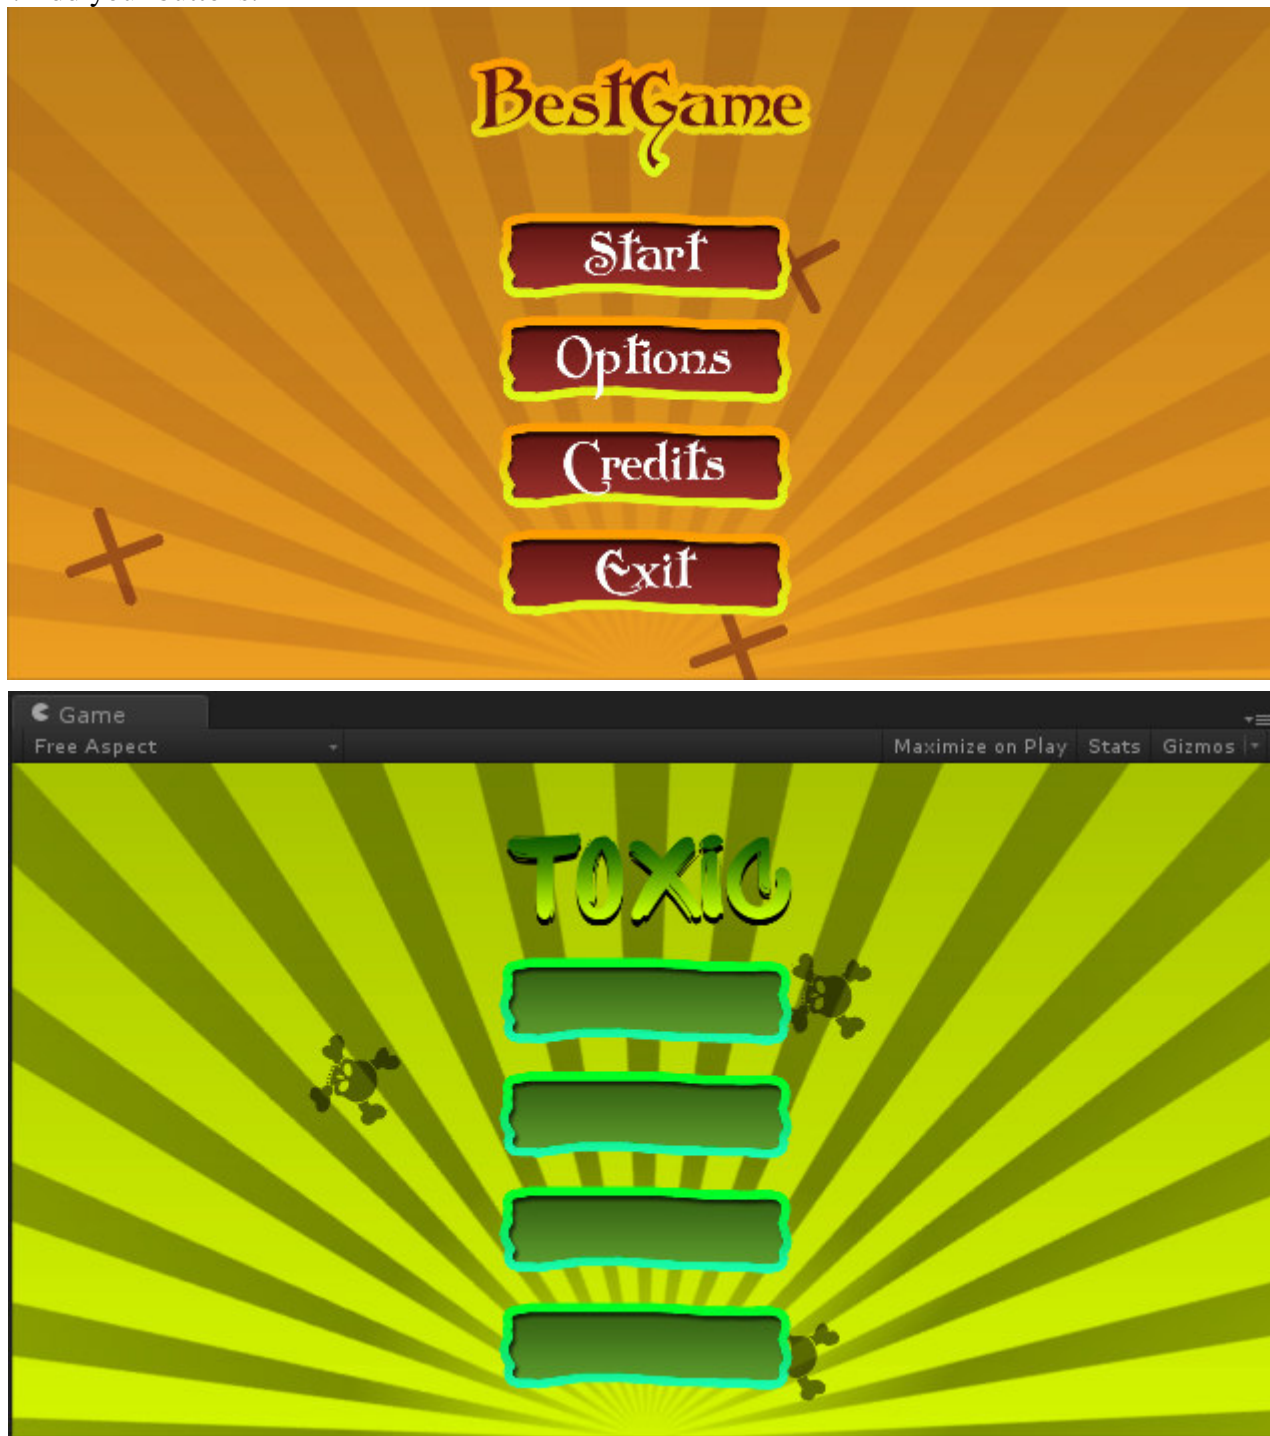 BestGame
Start
Options
Credits
Exit
Game
Free Aspect
Maximize on Play Stats Gizmos
TOXiC